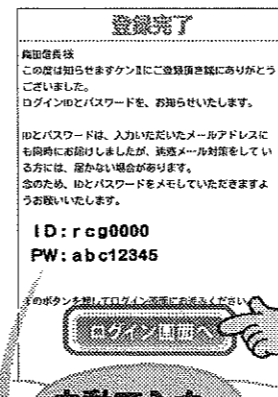 登録完了
織田信長様
この度は知らせますケンⅡにご登録頂き誠にありがとう
ございました。
ログインIDとパスワードを、お知らせいたします。
IDとパスワードは、入力いただいたメールアドレスに
も同時にお届けしましたが、迷惑メール対策をしてい
る方には、届かない場合があります。
念のため、IDとパスワードをメモしていただきますよ
うお願いいたします。
ID:rcg0000
PW:abc12345
のボタンを押してログイン画面にお進みください
ログイン画面へ